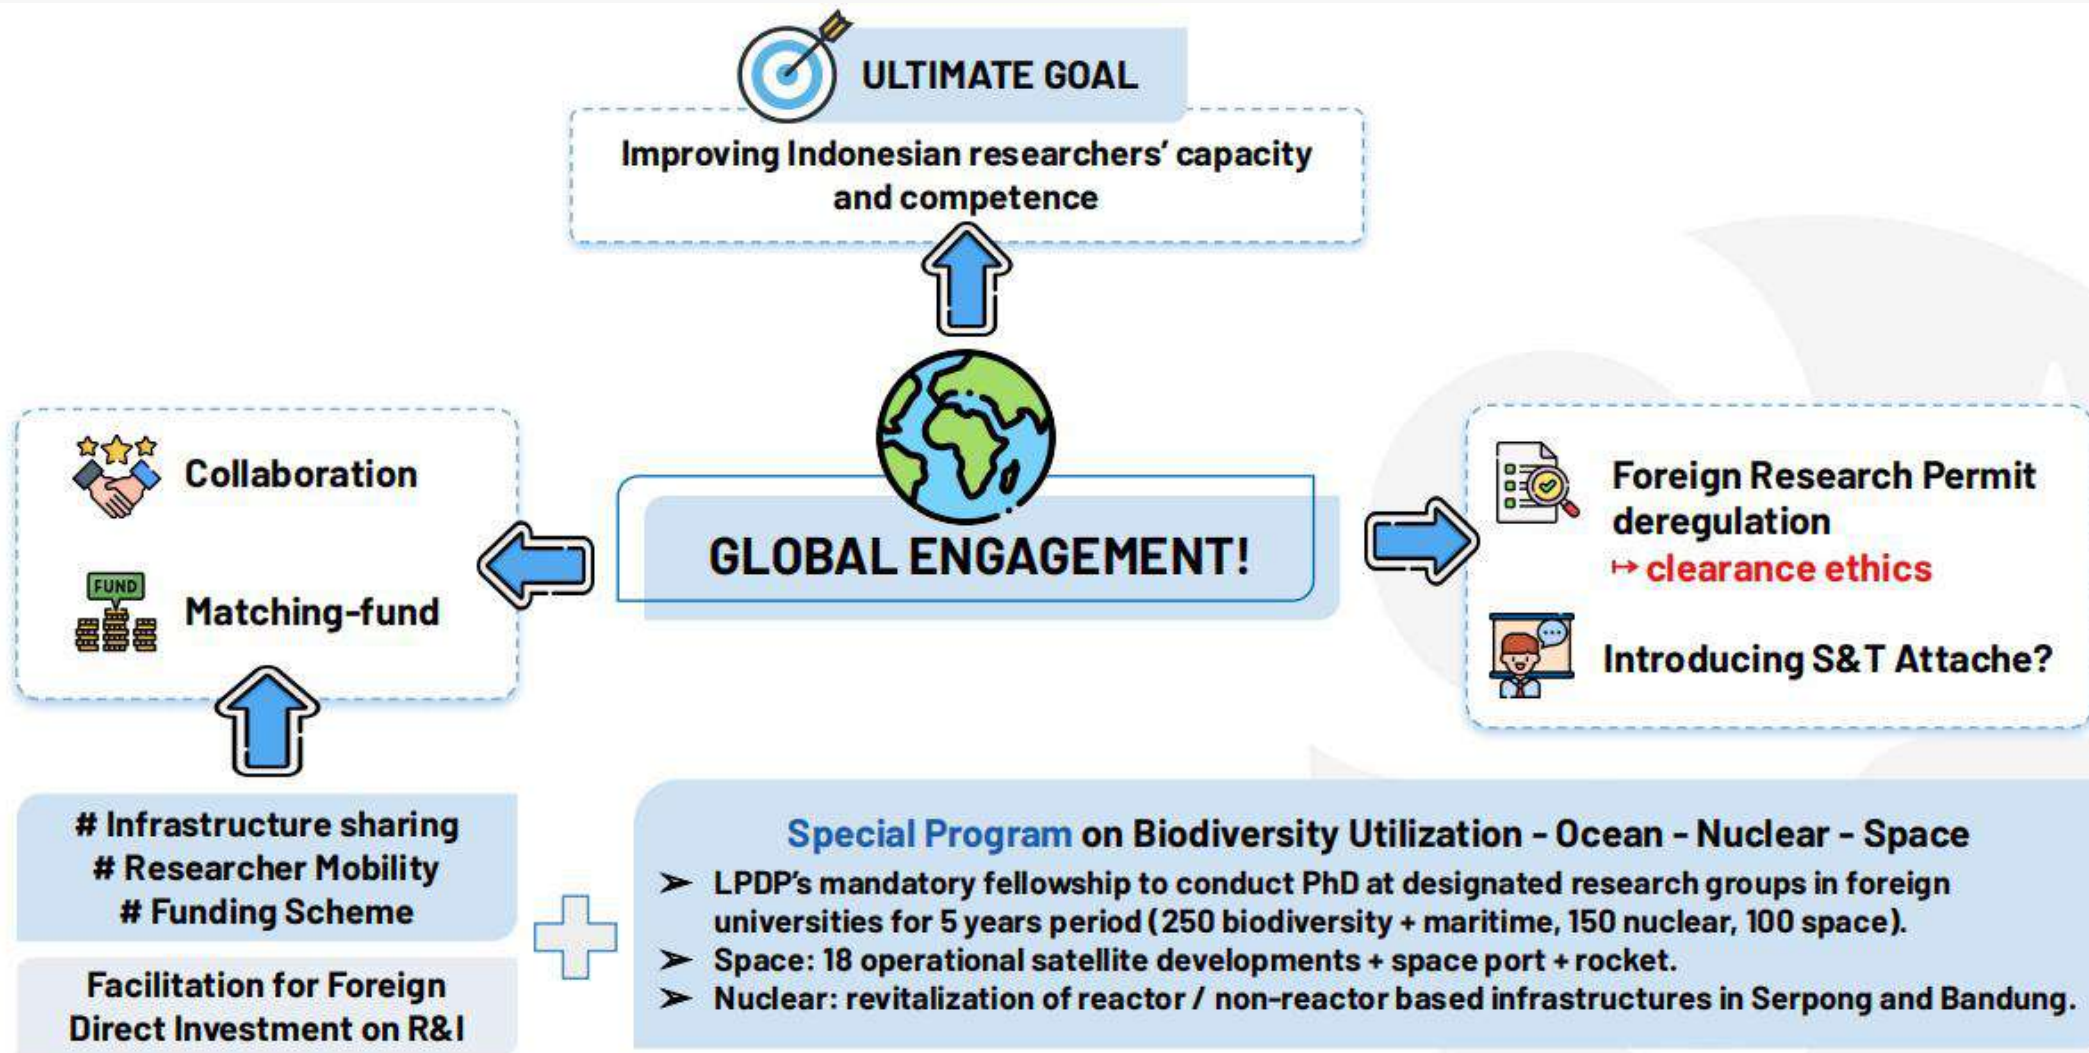 ULTIMATE GOAL
Improving Indonesian researchers' capacity
and competence
Collaboration
FUND
Matching-fund
GLOBAL ENGAGEMENT!
Foreign Research Permit
deregulation
↦ clearance ethics
Introducing S&T Attache?
# Infrastructure sharing
# Researcher Mobility
# Funding Scheme
Facilitation for Foreign
Direct Investment on R&I
Special Program on Biodiversity Utilization - Ocean - Nuclear - Space
➢ LPDP's mandatory fellowship to conduct PhD at designated research groups in foreign
universities for 5 years period (250 biodiversity + maritime, 150 nuclear, 100 space).
➢ Space: 18 operational satellite developments + space port + rocket.
➢ Nuclear: revitalization of reactor / non-reactor based infrastructures in Serpong and Bandung.